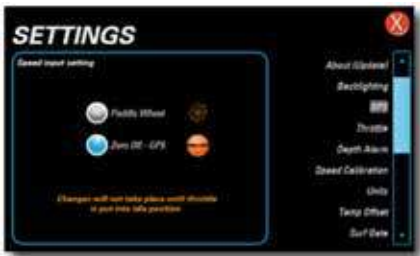 SETTINGS
Speed input setting
Paddle Wheel
Zero Off - GPS
Changes will not take place until throttle
is put into idle position
About (Update)
Backlighting
GPS
Throttle
Depth Alarm
Speed Calibration
Units
Temp Offset
Surf Gate